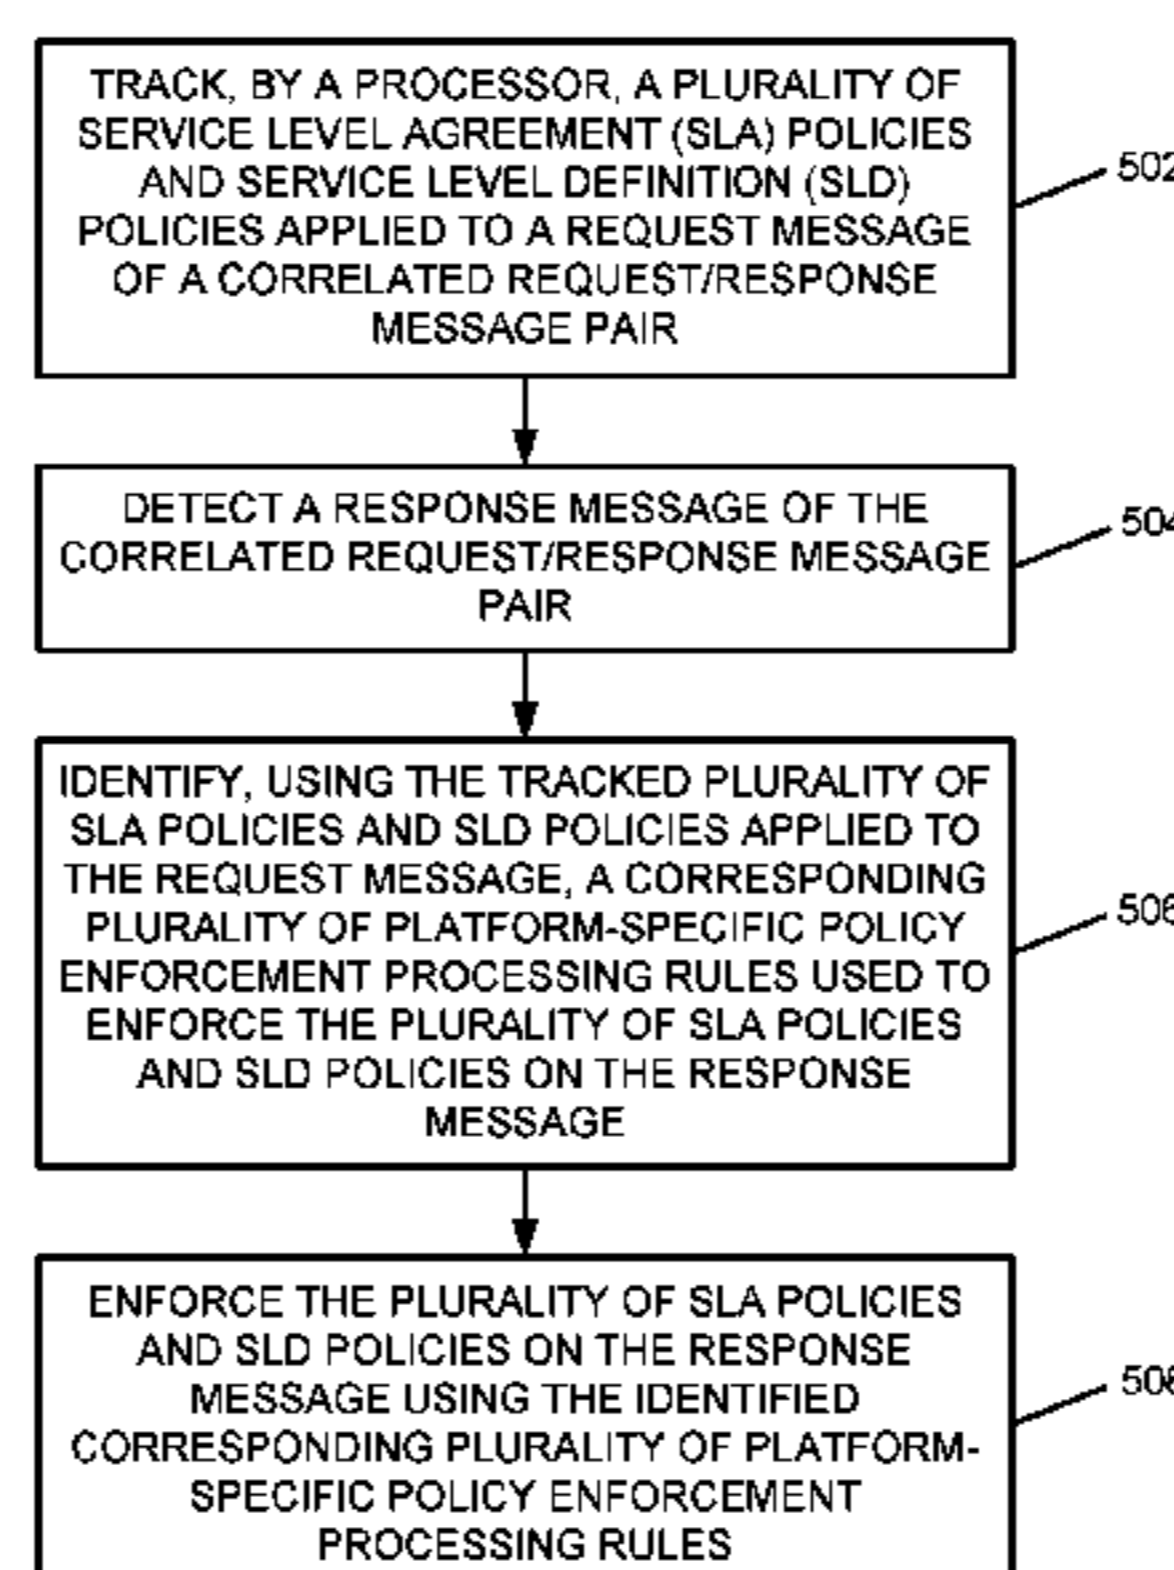 TRACK, BY A PROCESSOR, A PLURALITY OF
SERVICE LEVEL AGREEMENT (SLA) POLICIES
AND SERVICE LEVEL DEFINITION (SLD)
POLICIES APPLIED TO A REQUEST MESSAGE
OF A CORRELATED REQUEST/RESPONSE
MESSAGE PAIR
502
DETECT A RESPONSE MESSAGE OF THE
CORRELATED REQUEST/RESPONSE MESSAGE
PAIR
504
IDENTIFY, USING THE TRACKED PLURALITY OF
SLA POLICIES AND SLD POLICIES APPLIED TO
THE REQUEST MESSAGE, A CORRESPONDING
PLURALITY OF PLATFORM-SPECIFIC POLICY
ENFORCEMENT PROCESSING RULES USED TO
ENFORCE THE PLURALITY OF SLA POLICIES
AND SLD POLICIES ON THE RESPONSE
MESSAGE
506
ENFORCE THE PLURALITY OF SLA POLICIES
AND SLD POLICIES ON THE RESPONSE
MESSAGE USING THE IDENTIFIED
CORRESPONDING PLURALITY OF PLATFORM-
SPECIFIC POLICY ENFORCEMENT
PROCESSING RULES
508